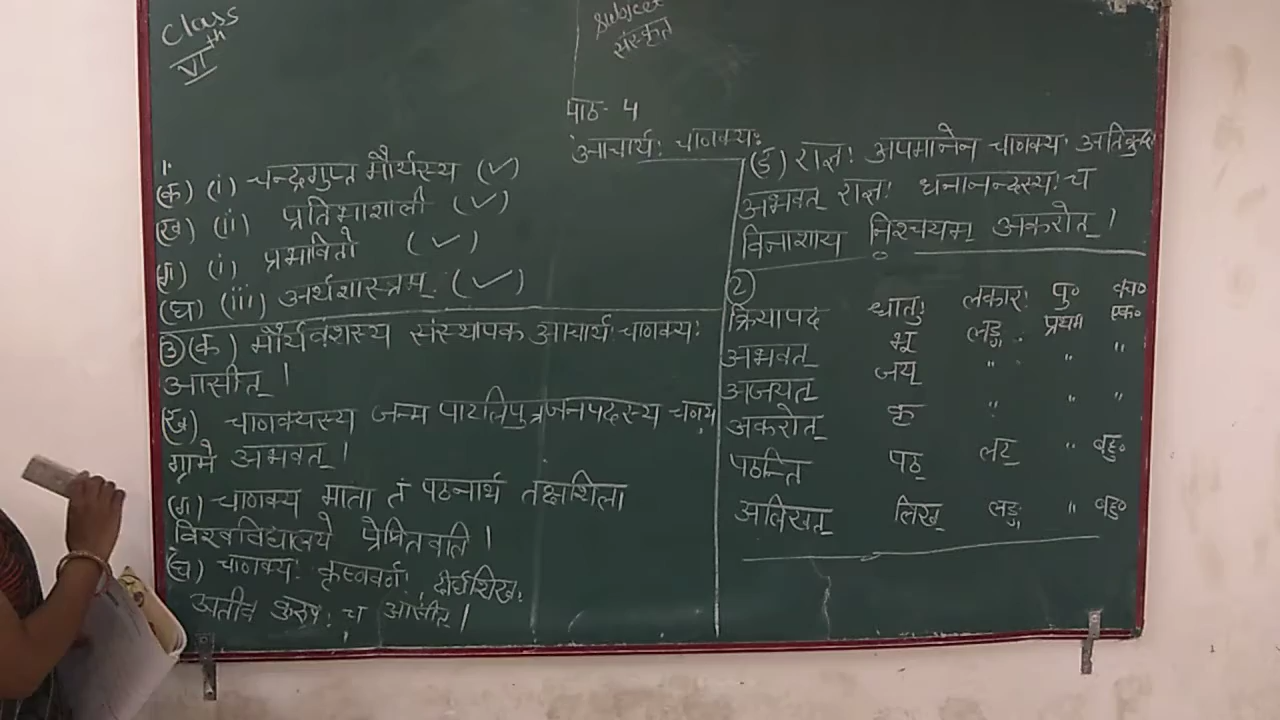 Class
VIth
Subject
संस्कृत
पाठ- 4
आचार्य: चाणक्य:
1
(क) (i) चन्द्रगुप्त मौर्यस्य (✓)
(ख) (ii) प्रतिभाशाली (✓)
(ग) (i) प्रभावितो (✓)
(घ) (iii) अर्थशास्त्रम् (✓)
③(क) मौर्यवंशस्य संस्थापक आचार्य: चाणक्य:
आसीत् ।
(ख) चाणक्यस्य जन्म पाटलिपुत्रजनपदस्य चणय
ग्रामे अभवत् ।
(ग) चाणक्य माता तं पठनार्थ तक्षशिला
विश्वविद्यालये प्रेषितवति ।
(घ) चाणक्य: कृष्णवर्ण: , दीर्घशिख:
अतीव कुरूप: च आसीत् ।
(ङ) राज्ञ: अपमानेन चाणक्य: अतिक्रुद्ध:
अभवत् राज्ञ: धनानन्दस्य: च
विनाशाय निश्चयम् अकरोत् ।
②
क्रियापद धातु: लकार: पु० वच०
अभवत् भू लङ् प्रथम एक०
अजयत् जय् " " "
अकरोत् कृ " " "
पठन्ति पठ् लट् " बहु०
अलिखत् लिख् लङ् " बहु०